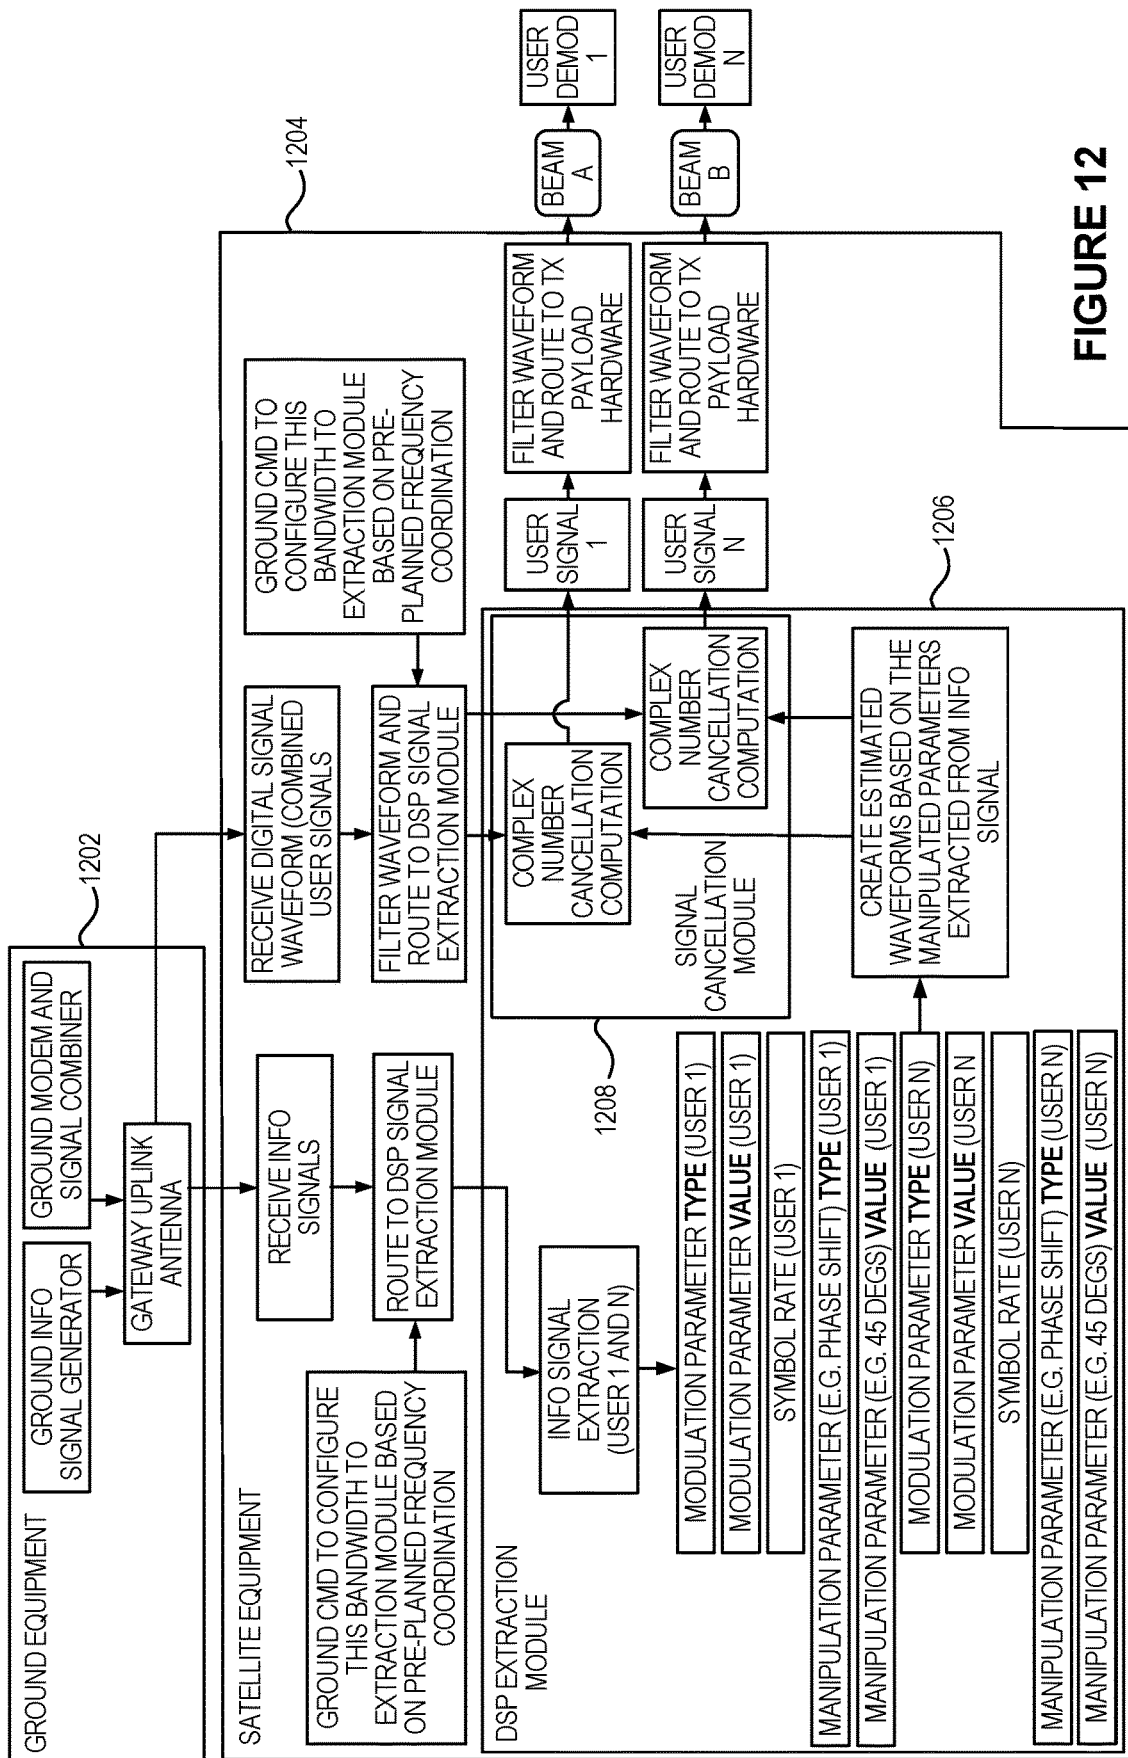 GROUND EQUIPMENT
GROUND INFO
SIGNAL GENERATOR
GROUND MODEM AND
SIGNAL COMBINER
GATEWAY UPLINK
ANTENNA
1202
SATELLITE EQUIPMENT
1204
RECEIVE INFO
SIGNALS
RECEIVE DIGITAL SIGNAL
WAVEFORM (COMBINED
USER SIGNALS)
GROUND CMD TO CONFIGURE
THIS BANDWIDTH TO
EXTRACTION MODULE BASED
ON PRE-PLANNED FREQUENCY
COORDINATION
ROUTE TO DSP SIGNAL
EXTRACTION MODULE
FILTER WAVEFORM AND
ROUTE TO DSP SIGNAL
EXTRACTION MODULE
GROUND CMD TO
CONFIGURE THIS
BANDWIDTH TO
EXTRACTION MODULE
BASED ON PRE-
PLANNED FREQUENCY
COORDINATION
DSP EXTRACTION
MODULE
INFO SIGNAL
EXTRACTION
(USER 1 AND N)
1208
SIGNAL
CANCELLATION
MODULE
COMPLEX
NUMBER
CANCELLATION
COMPUTATION
COMPLEX
NUMBER
CANCELLATION
COMPUTATION
USER
SIGNAL
1
FILTER WAVEFORM
AND ROUTE TO TX
PAYLOAD
HARDWARE
BEAM
A
USER
DEMOD
1
USER
SIGNAL
N
FILTER WAVEFORM
AND ROUTE TO TX
PAYLOAD
HARDWARE
BEAM
B
USER
DEMOD
N
MODULATION PARAMETER TYPE (USER 1)
MODULATION PARAMETER VALUE (USER 1)
SYMBOL RATE (USER 1)
MANIPULATION PARAMETER (E.G. PHASE SHIFT) TYPE (USER 1)
MANIPULATION PARAMETER (E.G. 45 DEGS) VALUE (USER 1)
MODULATION PARAMETER TYPE (USER N)
MODULATION PARAMETER VALUE (USER N
SYMBOL RATE (USER N)
MANIPULATION PARAMETER (E.G. PHASE SHIFT) TYPE (USER N)
MANIPULATION PARAMETER (E.G. 45 DEGS) VALUE (USER N)
CREATE ESTIMATED
WAVEFORMS BASED ON THE
MANIPULATED PARAMETERS
EXTRACTED FROM INFO
SIGNAL
1206
FIGURE 12